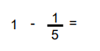 1 - 1/5 =